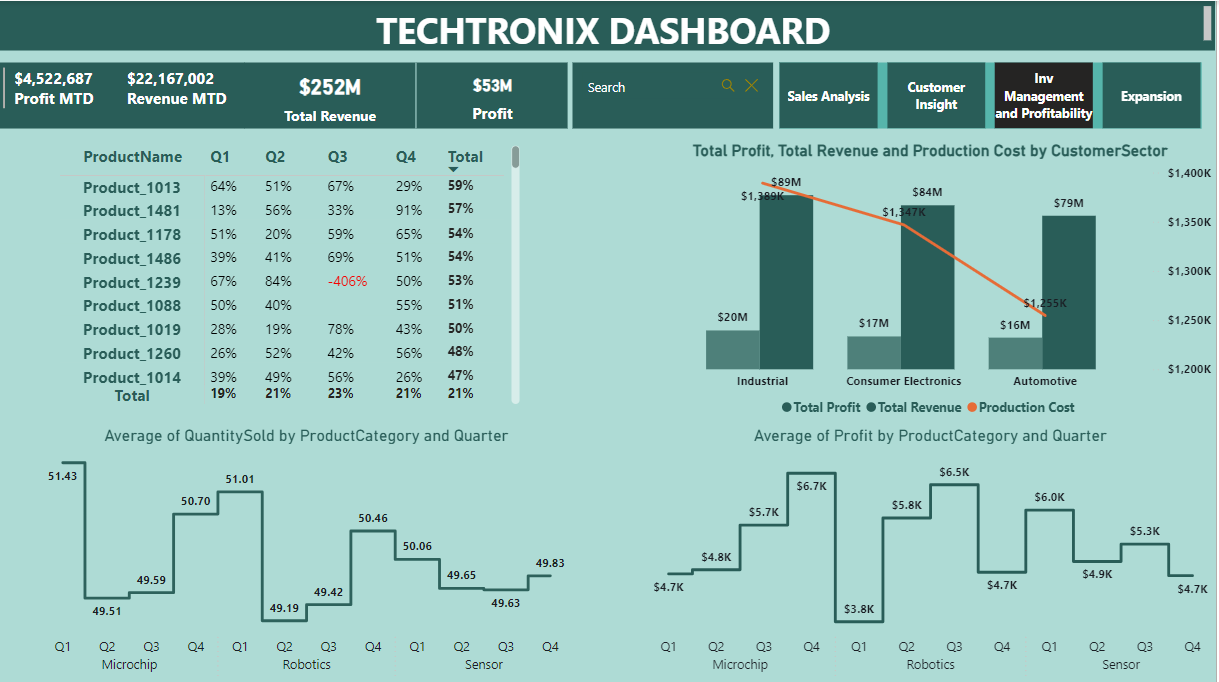 TECHTRONIX DASHBOARD
$4,522,687
Profit MTD
$22,167,002
Revenue MTD
$252M
Total Revenue
$53M
Profit
Search
Sales Analysis
Customer
Insight
Inv
Management
and Profitability
Expansion
ProductName Q1 Q2 Q3 Q4 Total
Product_1013 64% 51% 67% 29% 59%
Product_1481 13% 56% 33% 91% 57%
Product_1178 51% 20% 59% 65% 54%
Product_1486 39% 41% 69% 51% 54%
Product_1239 67% 84% -406% 50% 53%
Product_1088 50% 40% 55% 51%
Product_1019 28% 19% 78% 43% 50%
Product_1260 26% 52% 42% 56% 48%
Product_1014 39% 49% 56% 26% 47%
Total 19% 21% 23% 21% 21%
Total Profit, Total Revenue and Production Cost by CustomerSector
$1,400K
$1,350K
$1,300K
$1,250K
$1,200K
$89M
$1,389K
$84M
$1,347K
$79M
$1,255K
$20M
$17M
$16M
Industrial Consumer Electronics Automotive
Total Profit Total Revenue Production Cost
Average of QuantitySold by ProductCategory and Quarter
51.43
49.51
49.59
50.70
51.01
49.19
49.42
50.46
50.06
49.65
49.63
49.83
Q1 Q2 Q3 Q4 Q1 Q2 Q3 Q4 Q1 Q2 Q3 Q4
Microchip Robotics Sensor
Average of Profit by ProductCategory and Quarter
$4.7K
$4.8K
$5.7K
$6.7K
$3.8K
$5.8K
$6.5K
$4.7K
$6.0K
$4.9K
$5.3K
$4.7K
Q1 Q2 Q3 Q4 Q1 Q2 Q3 Q4 Q1 Q2 Q3 Q4
Microchip Robotics Sensor